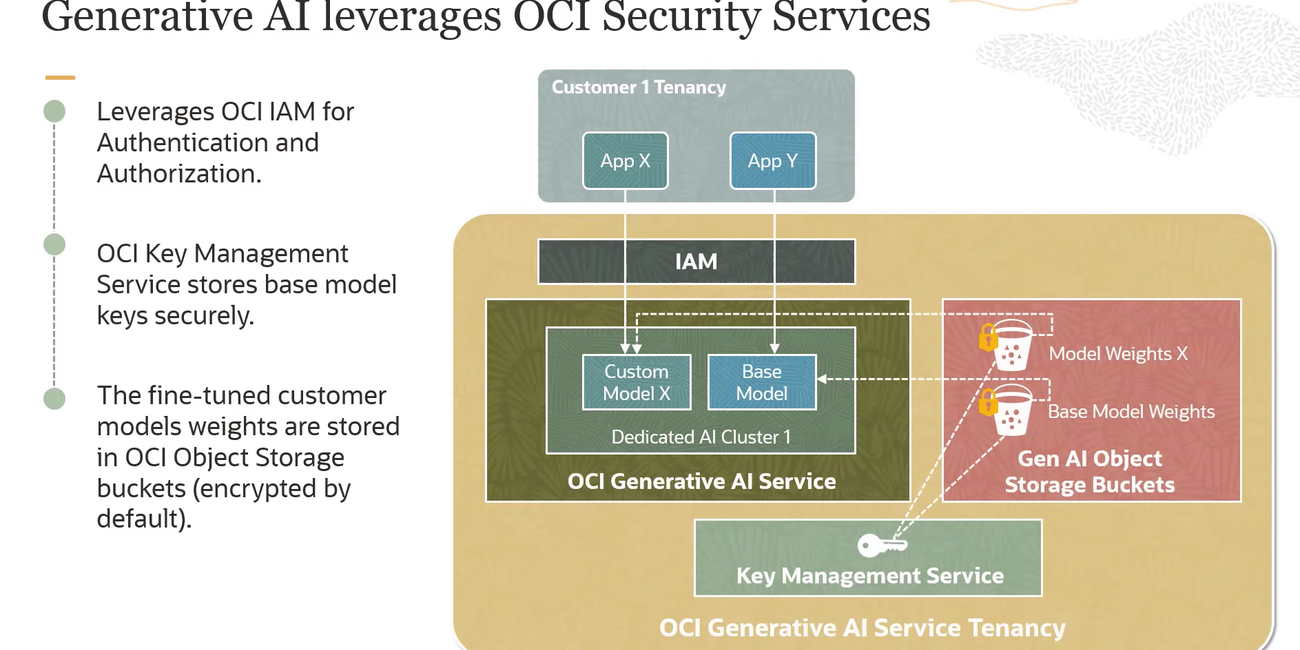 Generative AI leverages OCI Security Services
Leverages OCI IAM for
Authentication and
Authorization.
OCI Key Management
Service stores base model
keys securely.
The fine-tuned customer
models weights are stored
in OCI Object Storage
buckets (encrypted by
default).
Customer 1 Tenancy
App X
App Y
IAM
Custom
Model X
Base
Model
Dedicated AI Cluster 1
OCI Generative AI Service
Model Weights X
Base Model Weights
Gen AI Object
Storage Buckets
Key Management Service
OCI Generative AI Service Tenancy